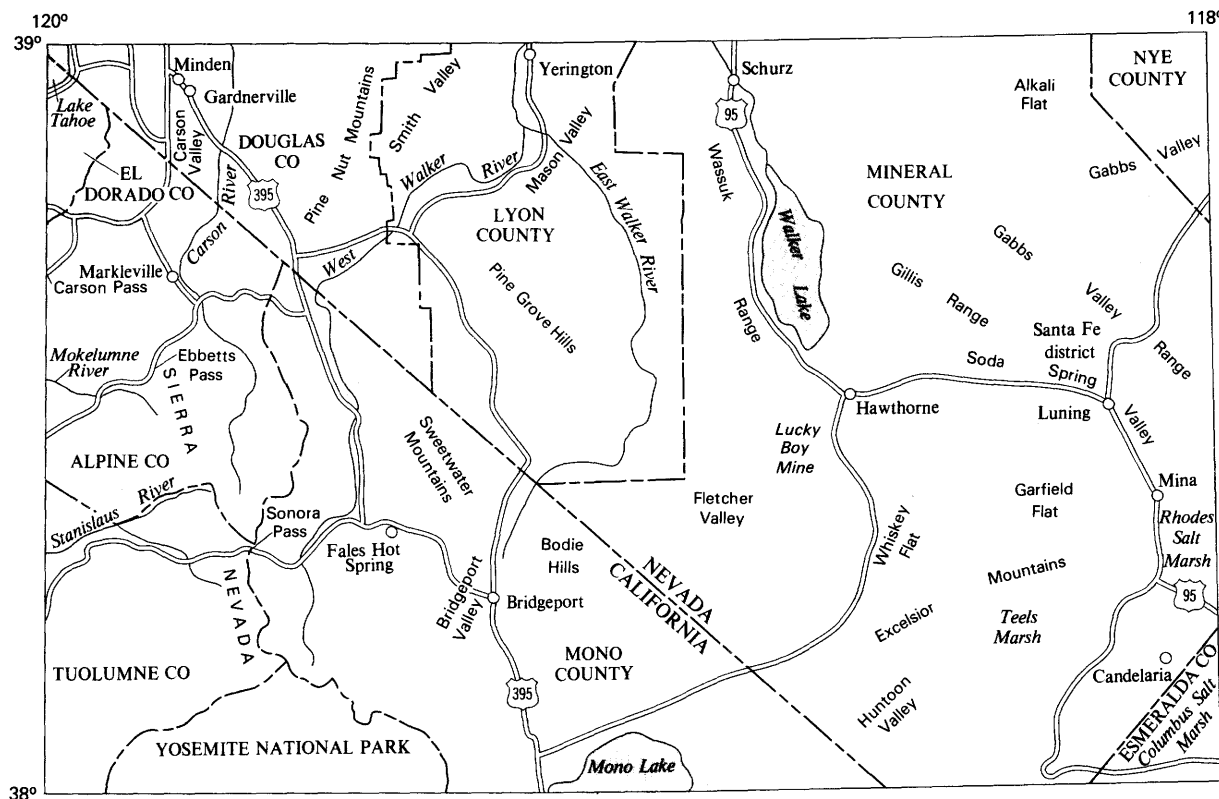 120°
118°
39°
Minden
Gardnerville
Lake
Tahoe
Carson
Valley
DOUGLAS
CO
EL
DORADO CO
Carson
River
395
Pine Nut Mountains
Smith Valley
Yerington
Walker River
Mason Valley
West
LYON
COUNTY
East Walker River
Pine Grove Hills
Schurz
95
Wassuk
Range
Walker Lake
MINERAL
COUNTY
Alkali
Flat
NYE
COUNTY
Gabbs Valley
Gabbs
Valley
Range
Gillis
Range
Santa Fe
district
Soda
Spring
Valley
Markleville
Carson Pass
Mokelumne
River
Ebbetts
Pass
SIERRA
NEVADA
ALPINE CO
Stanislaus River
Sonora
Pass
Sweetwater
Mountains
Fales Hot
Spring
Bridgeport
Valley
Bridgeport
Bodie
Hills
NEVADA
CALIFORNIA
Fletcher
Valley
Lucky
Boy
Mine
Hawthorne
Luning
Whiskey
Flat
Garfield
Flat
Mina
Rhodes
Salt
Marsh
95
Excelsior
Mountains
Teels
Marsh
Huntoon
Valley
Candelaria
ESMERALDA CO
Columbus Salt
Marsh
TUOLUMNE CO
MONO
COUNTY
395
YOSEMITE NATIONAL PARK
Mono Lake
38°